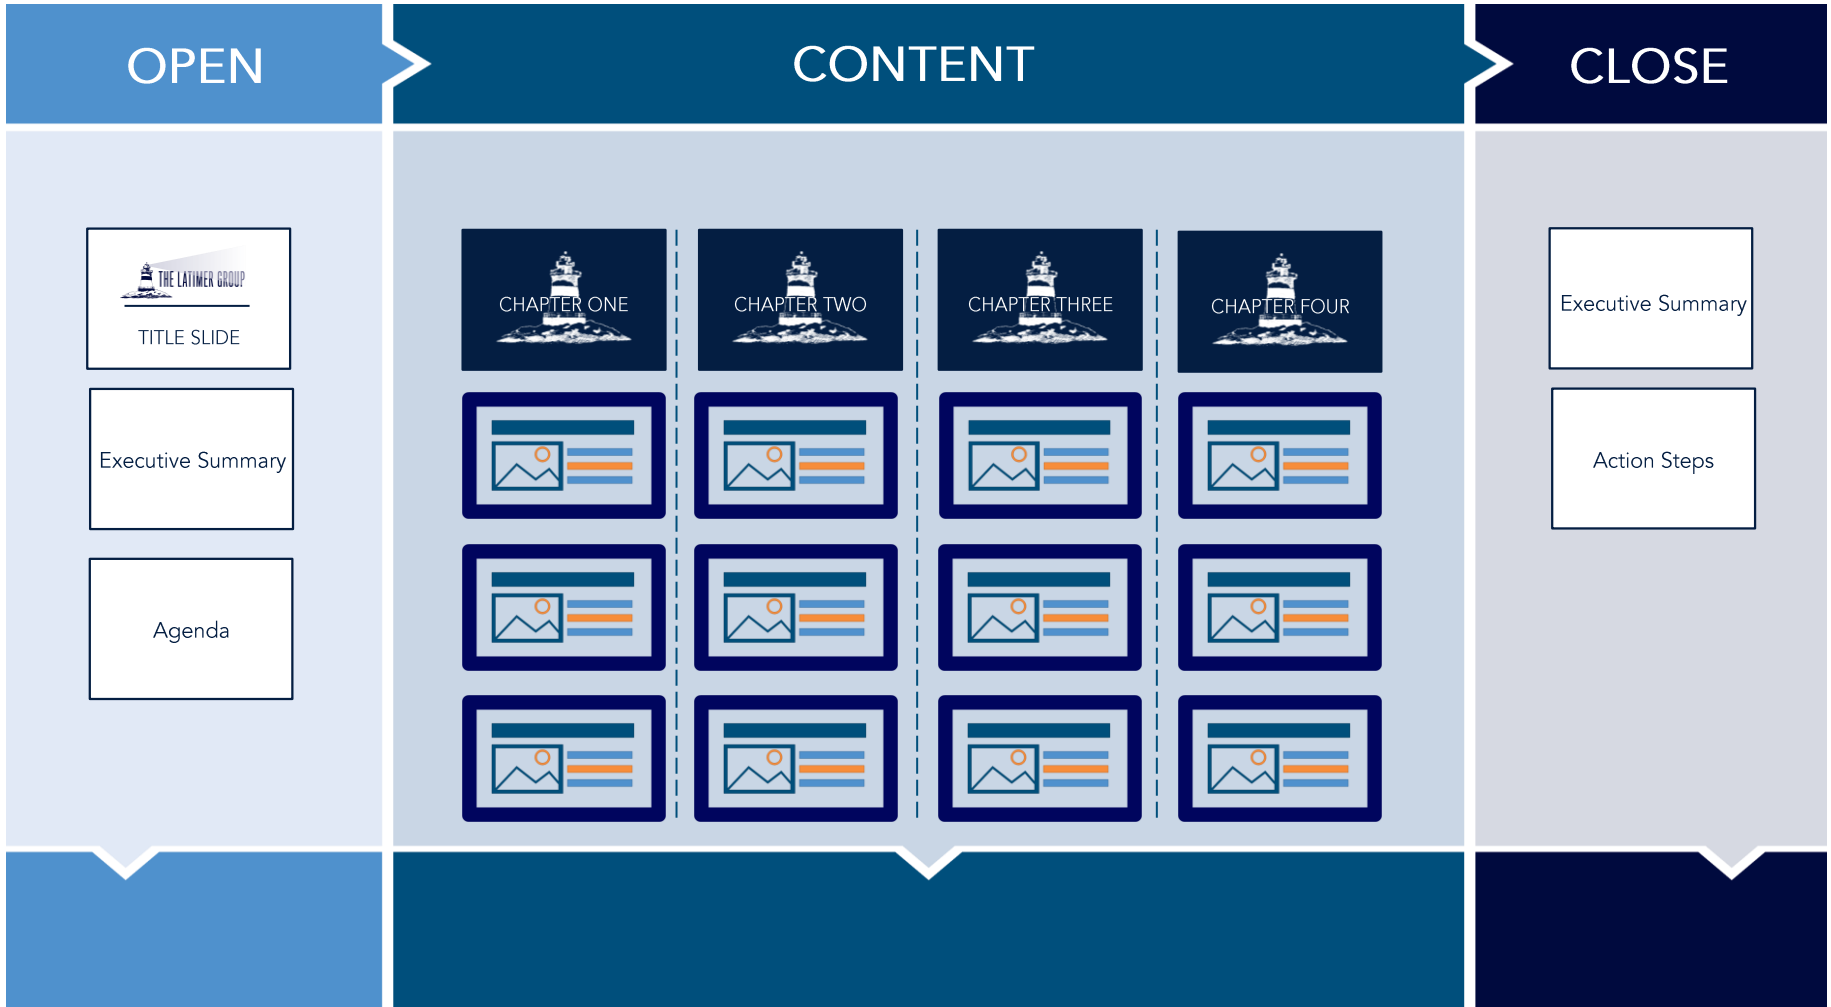 OPEN
CONTENT
CLOSE
THE LATIMER GROUP
TITLE SLIDE
Executive Summary
Agenda
CHAPTER ONE
CHAPTER TWO
CHAPTER THREE
CHAPTER FOUR
Executive Summary
Action Steps